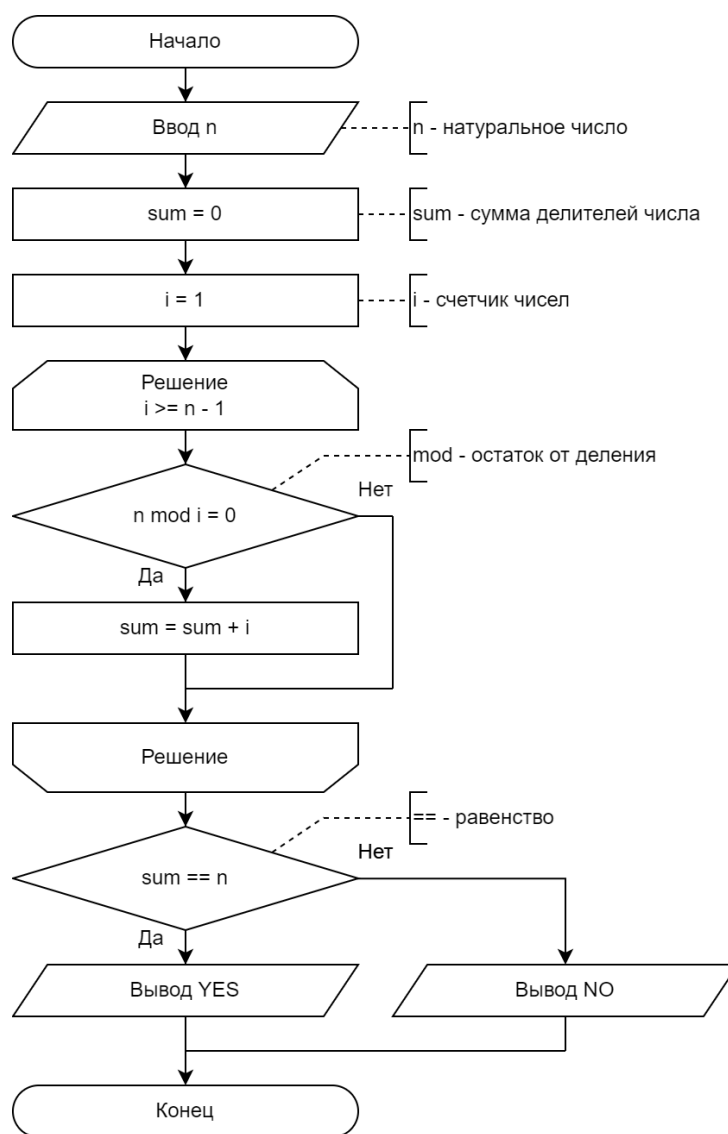 Начало
Ввод n
n - натуральное число
sum = 0
sum - сумма делителей числа
i = 1
i - счетчик чисел
Решение
i >= n - 1
mod - остаток от деления
n mod i = 0
Нет
Да
sum = sum + i
Решение
== - равенство
sum == n
Нет
Да
Вывод YES
Вывод NO
Конец